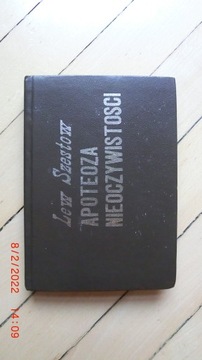 Lew Szestow
APOTEOZA
NIEOCZYWISTOŚCI
8/2/2022 14:09